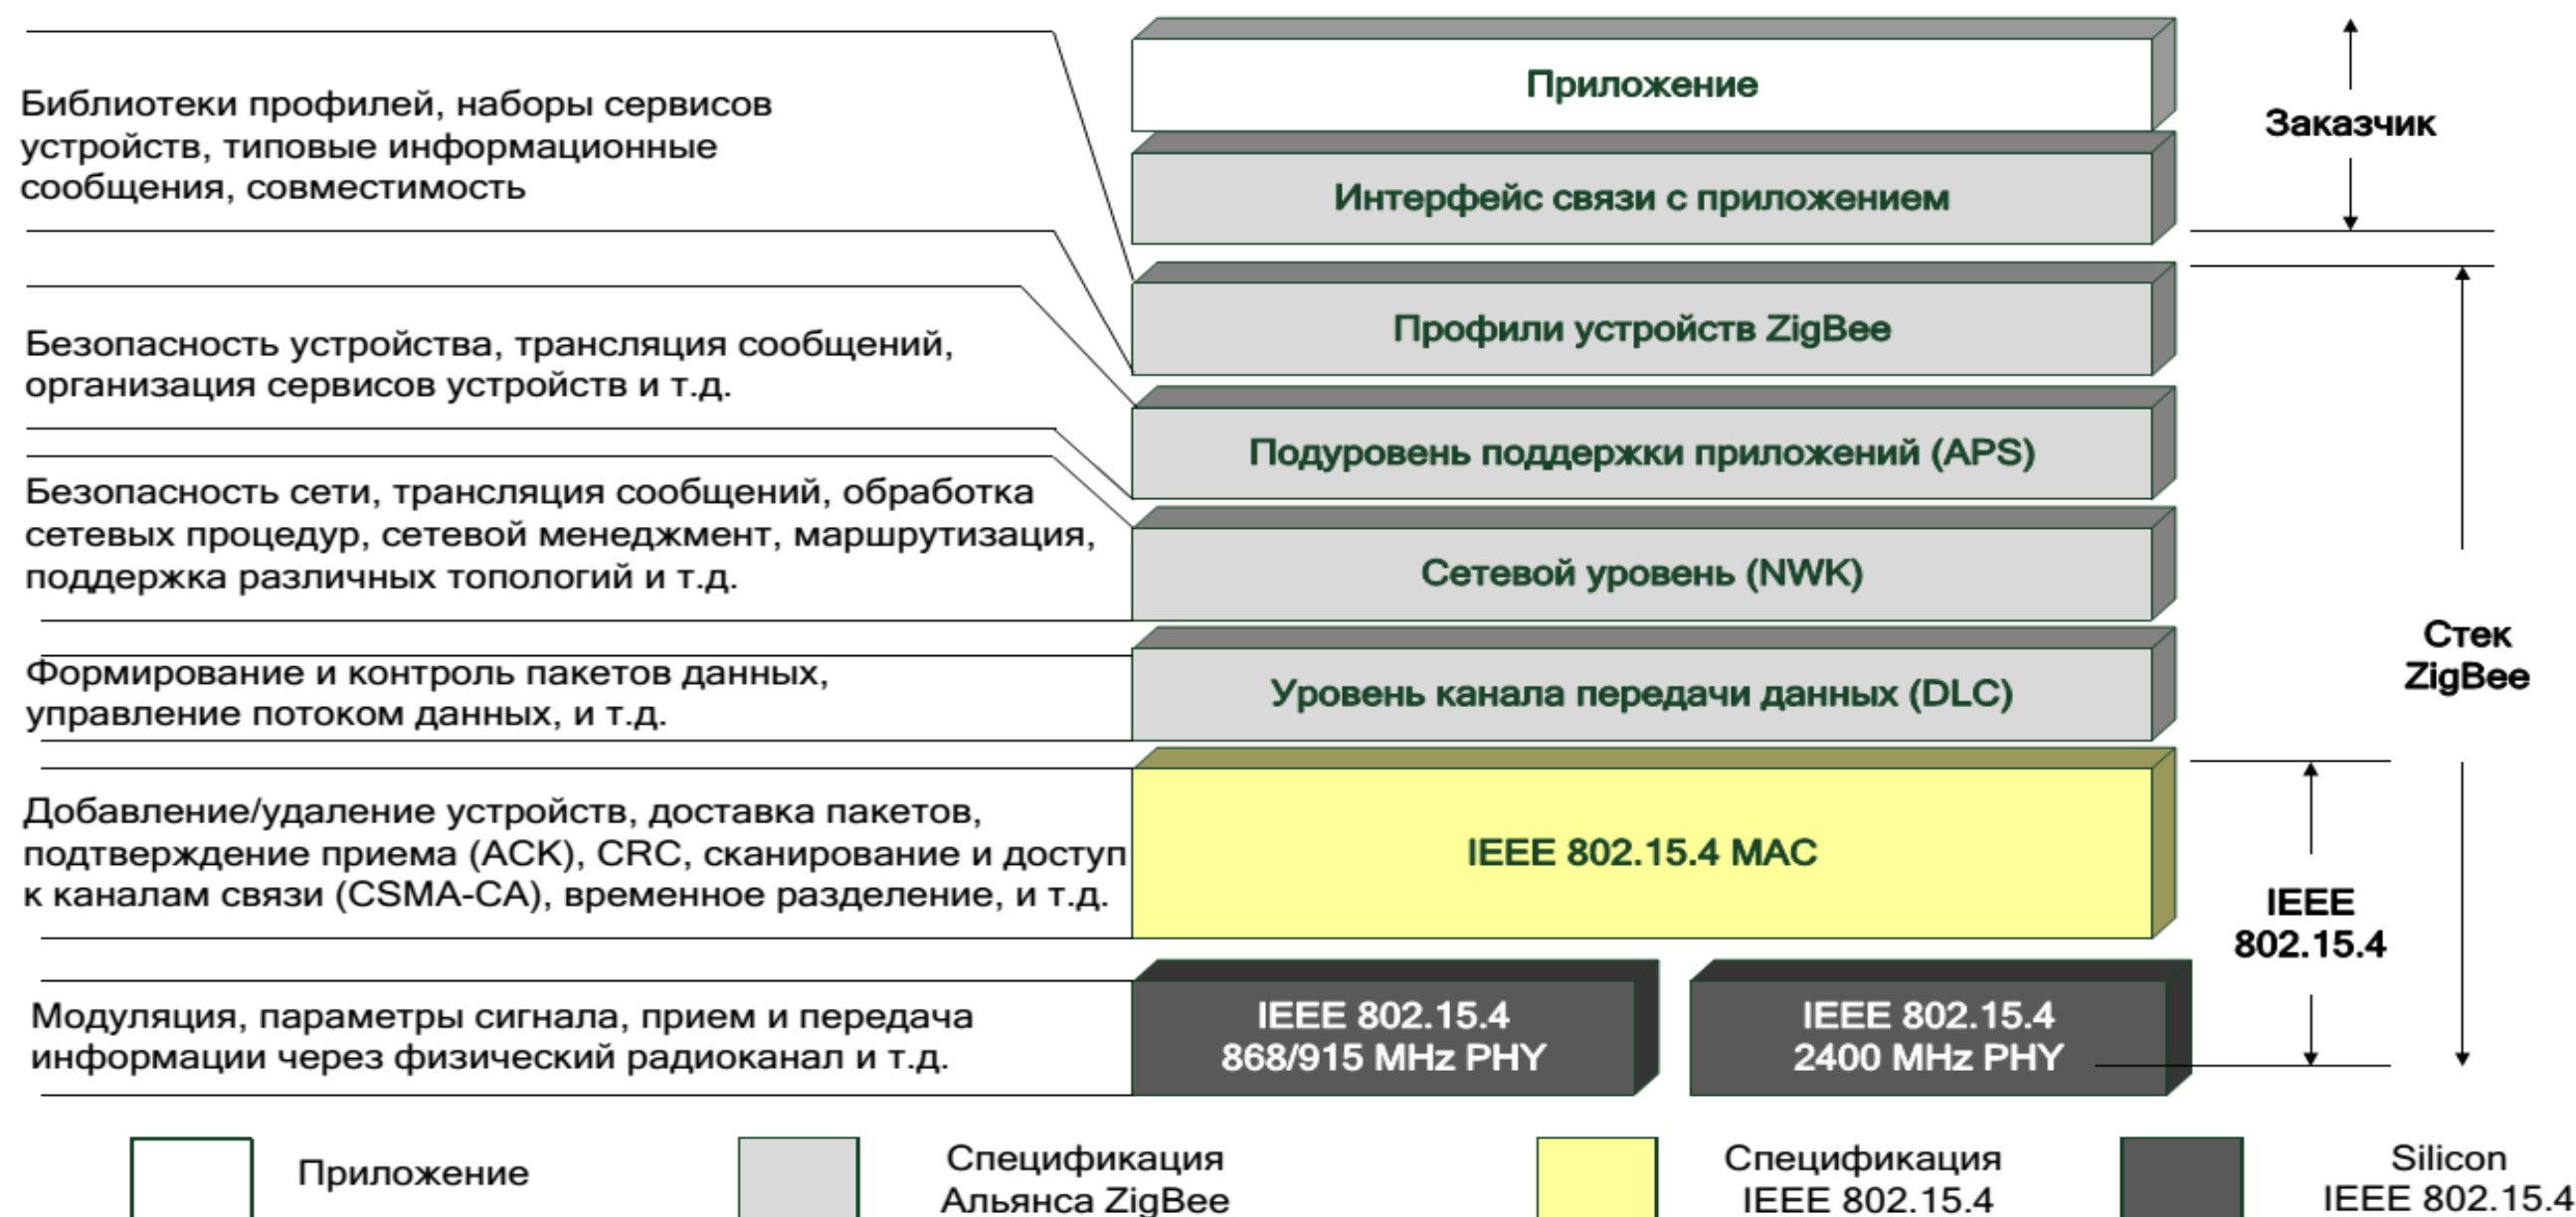 Приложение
Заказчик
Библиотеки профилей, наборы сервисов
устройств, типовые информационные
сообщения, совместимость
Интерфейс связи с приложением
Профили устройств ZigBee
Безопасность устройства, трансляция сообщений,
организация сервисов устройств и т.д.
Подуровень поддержки приложений (APS)
Безопасность сети, трансляция сообщений, обработка
сетевых процедур, сетевой менеджмент, маршрутизация,
поддержка различных топологий и т.д.
Сетевой уровень (NWK)
Стек
ZigBee
Формирование и контроль пакетов данных,
управление потоком данных, и т.д.
Уровень канала передачи данных (DLC)
Добавление/удаление устройств, доставка пакетов,
подтверждение приема (ACK), CRC, сканирование и доступ
к каналам связи (CSMA-CA), временное разделение, и т.д.
IEEE 802.15.4 MAC
IEEE
802.15.4
Модуляция, параметры сигнала, прием и передача
информации через физический радиоканал и т.д.
IEEE 802.15.4
868/915 MHz PHY
IEEE 802.15.4
2400 MHz PHY
Приложение
Спецификация
Альянса ZigBee
Спецификация
IEEE 802.15.4
Silicon
IEEE 802.15.4